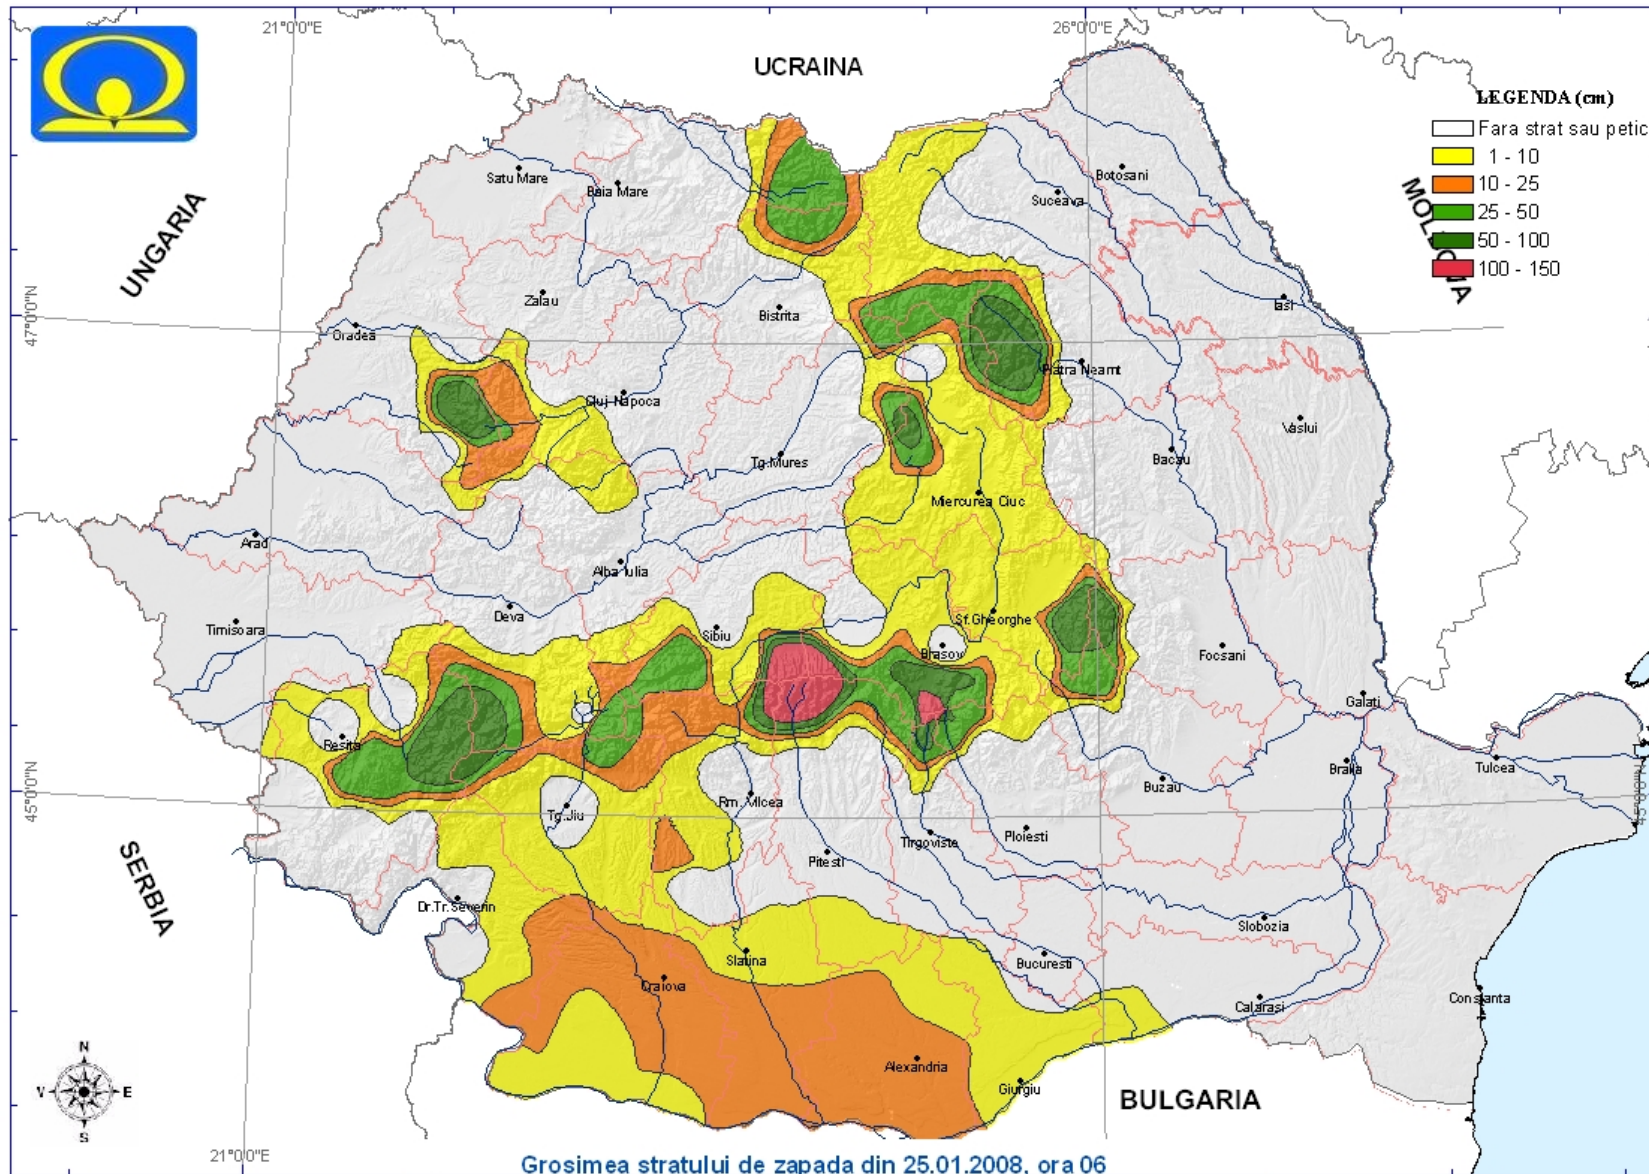 21°0'0"E
26°0'0"E
UCRAINA
LEGENDA (cm)
Fara strat sau petic
1 - 10
10 - 25
25 - 50
50 - 100
100 - 150
MOLDOVA
UNGARIA
Satu Mare
Baia Mare
Botosani
Suceava
Zalau
Bistrita
Iasi
47°0'0"N
Oradea
Piatra Neamt
Cluj-Napoca
Vaslui
Tg.Mures
Bacau
Miercurea Ciuc
Arad
Alba Iulia
Deva
Timisoara
Sibiu
Sf.Gheorghe
Brasov
Focsani
Galati
Resita
Braila
Tulcea
45°0'0"N
45°0'0"N
Buzau
Rm. Vilcea
Tg.Jiu
Ploiesti
Tirgoviste
Pitesti
SERBIA
Dr.Tr.Severin
Slobozia
Slatina
Bucuresti
Craiova
Calarasi
Constanta
Alexandria
Giurgiu
BULGARIA
N
V E
S
21°0'0"E
Grosimea stratului de zapada din 25.01.2008, ora 06